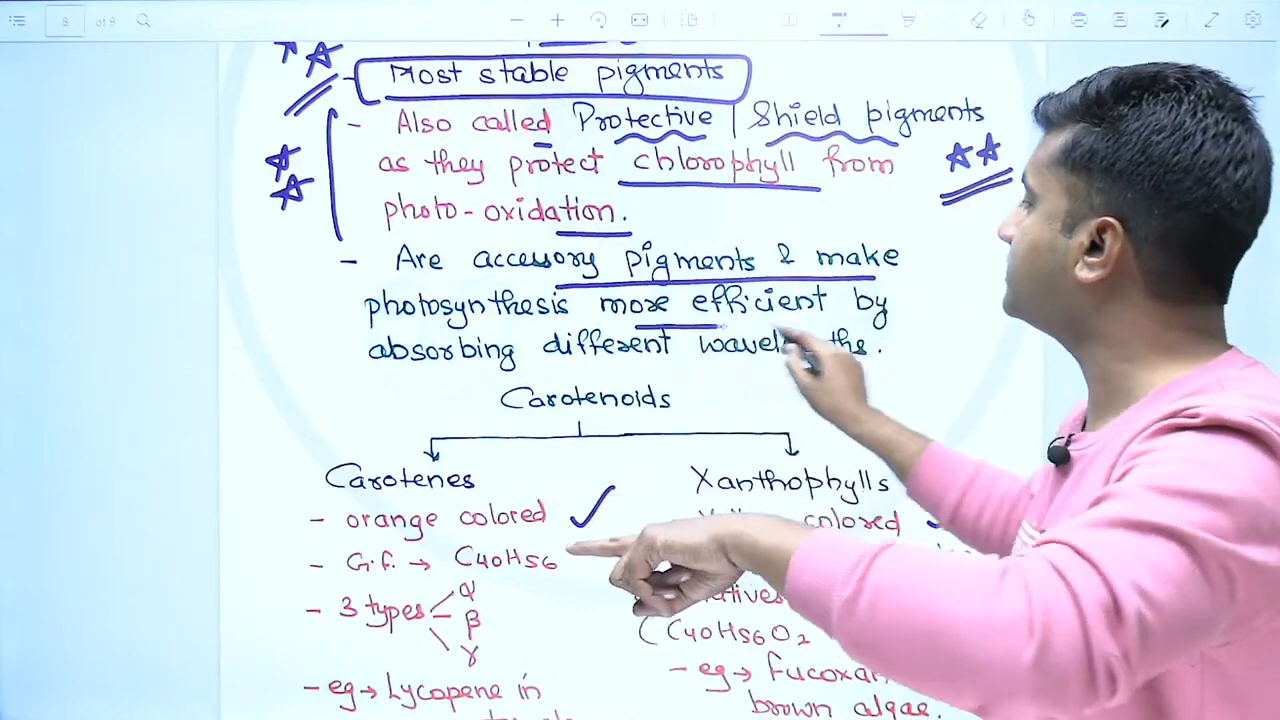 8
- Most stable pigments
- Also called Protective | Shield pigments
as they protect chlorophyll from
photo-oxidation.
- Are accessory pigments & make
photosynthesis more efficient by
absorbing different
Carotenoids
Carotenes
Xanthophylls
- orange colored
colored
- G.f. → C40H56
- 3 types α
β
γ
(C40H56O2
- eg → Lycopene in
- eg →
brown algae.